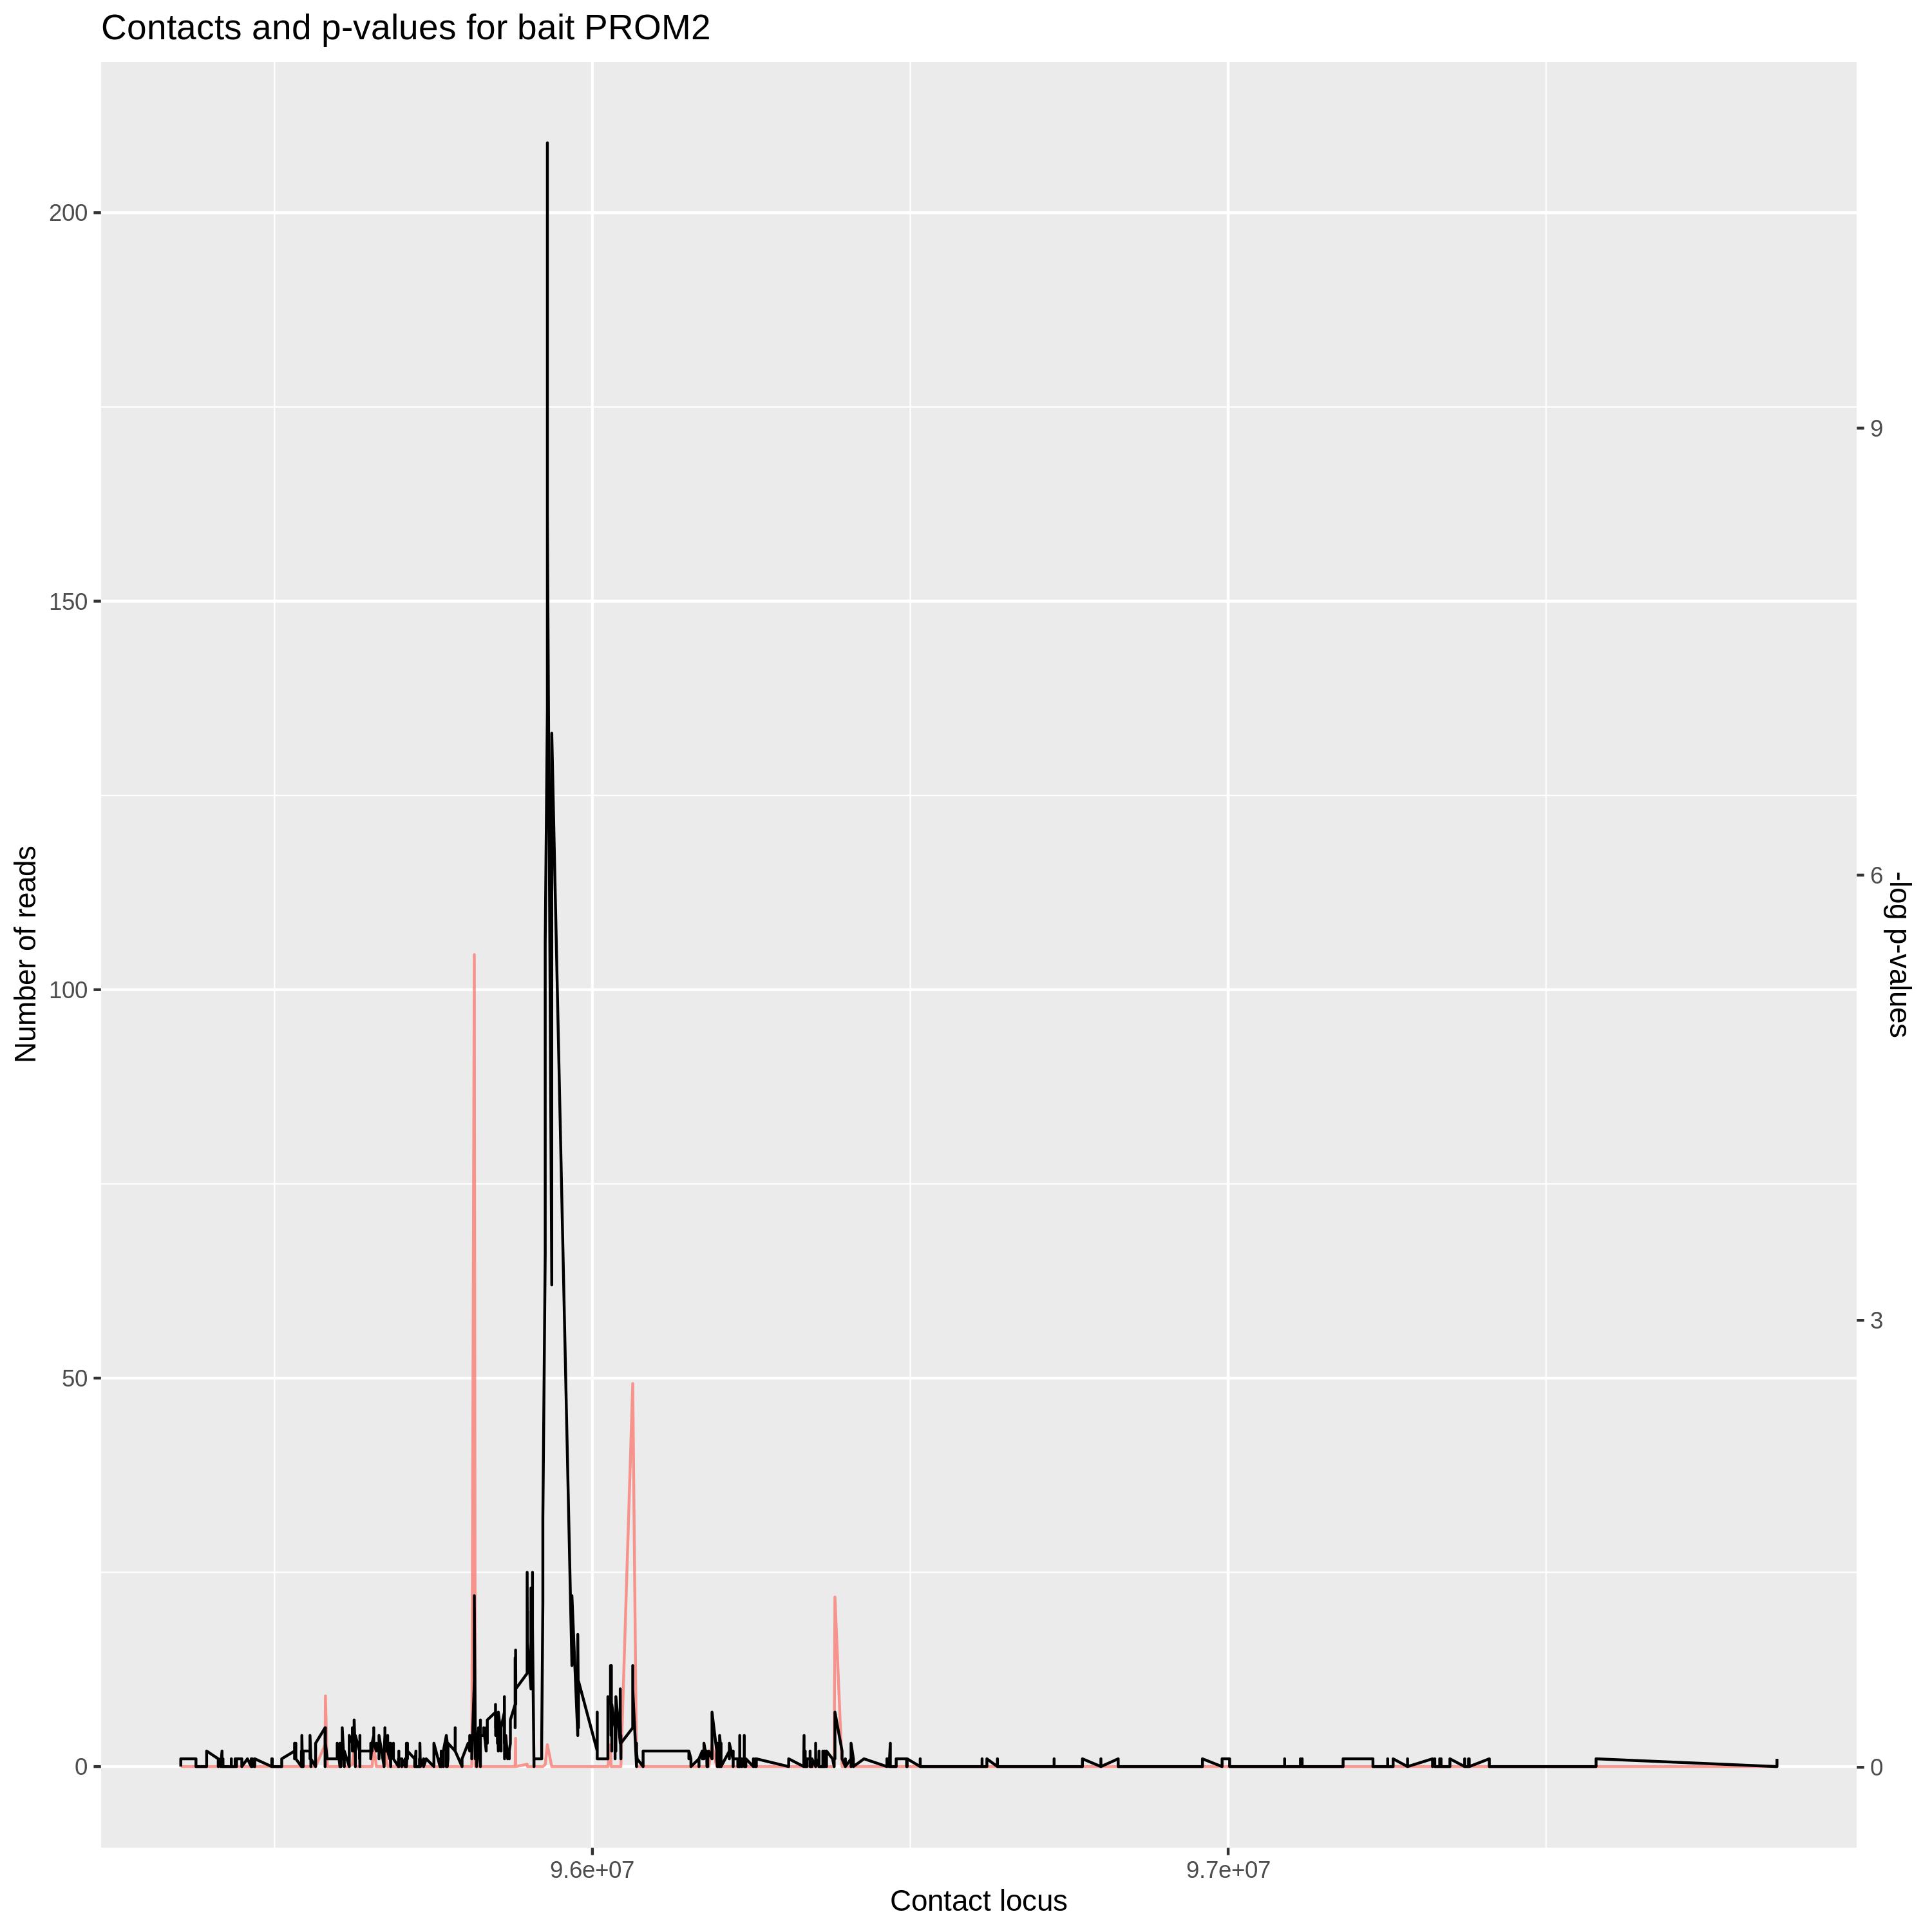 Contacts and p-values for bait PROM2
Number of reads
200
150
100
50
0
9
6
3
0
-log p-values
9.6e+07
9.7e+07
Contact locus